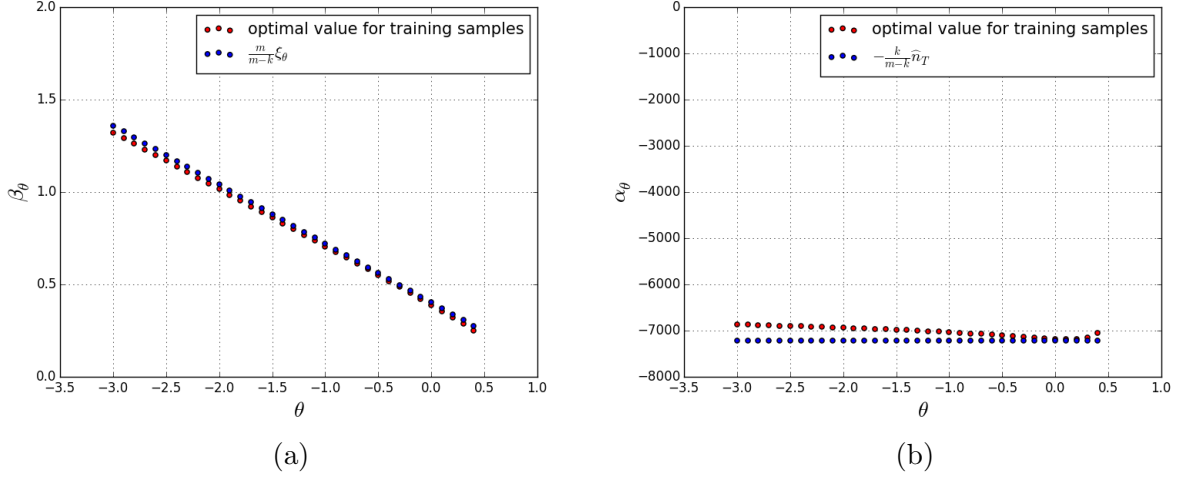 2.0
1.5
1.0
0.5
0.0
β_θ
optimal value for training samples
m/(m−k) ξ_θ
−3.5 −3.0 −2.5 −2.0 −1.5 −1.0 −0.5 0.0 0.5 1.0
θ
(a)
0
−1000
−2000
−3000
−4000
−5000
−6000
−7000
−8000
α_θ
optimal value for training samples
−k/(m−k) n̂_T
−3.5 −3.0 −2.5 −2.0 −1.5 −1.0 −0.5 0.0 0.5 1.0
θ
(b)